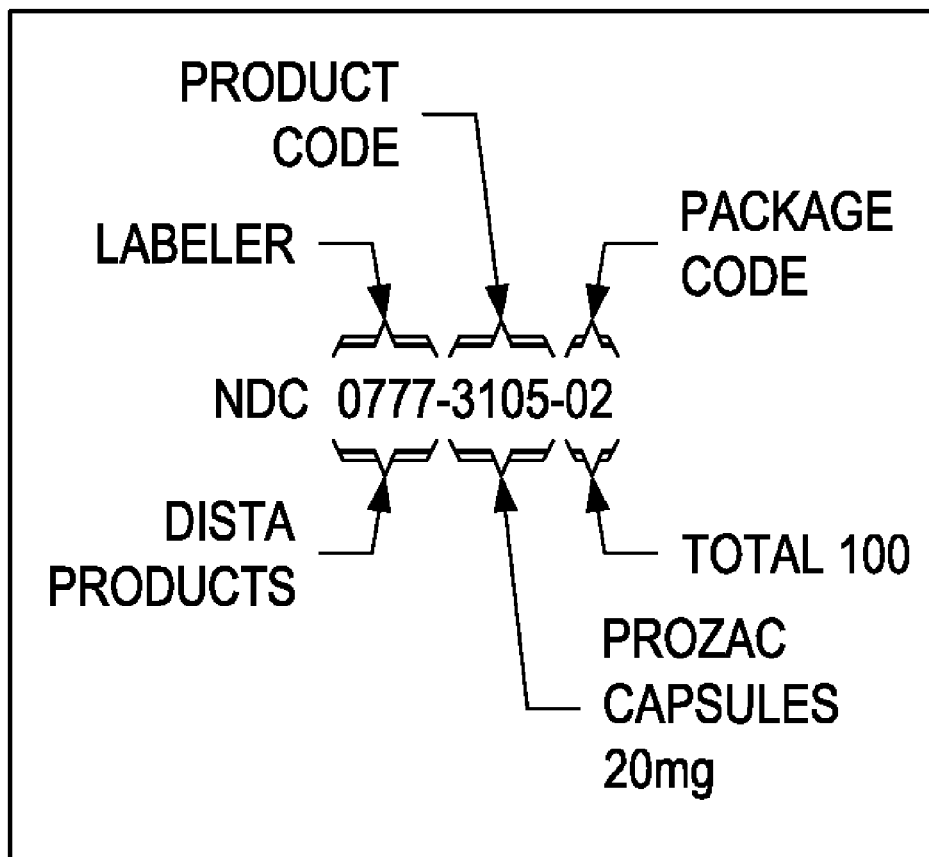 PRODUCT
CODE
LABELER
PACKAGE
CODE
NDC 0777-3105-02
DISTA
PRODUCTS
TOTAL 100
PROZAC
CAPSULES
20mg